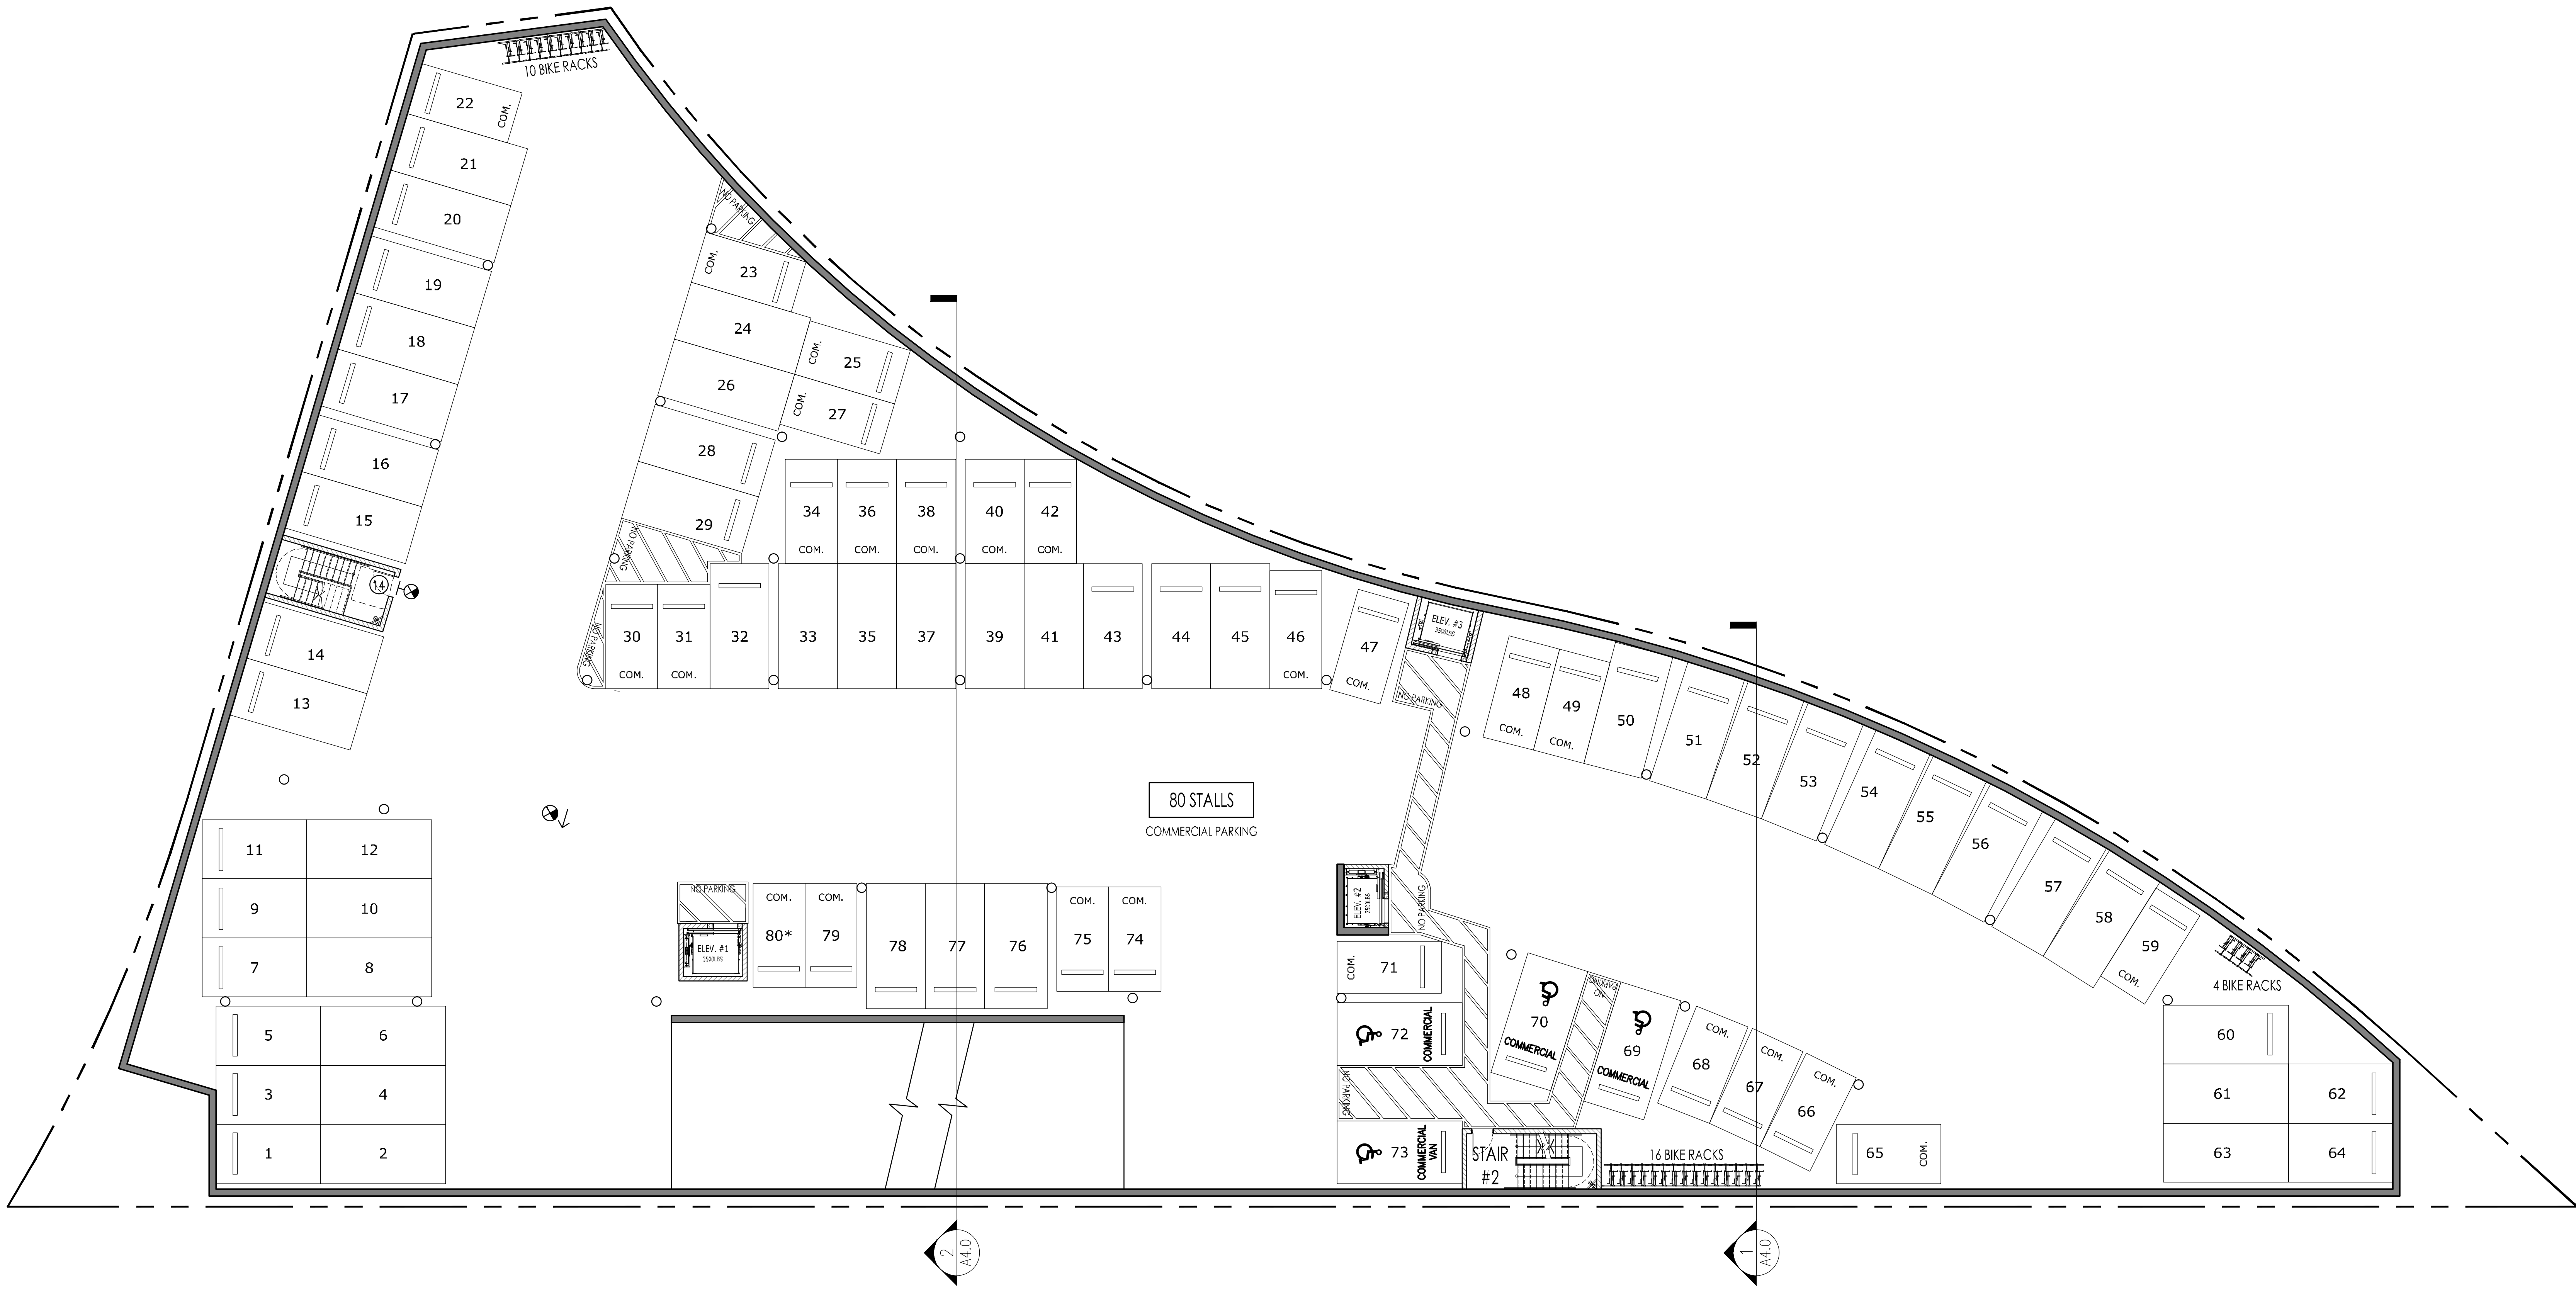 10 BIKE RACKS
22
COM.
21
20
19
18
17
16
15
14
14
13
NO PARKING
COM.
23
24
COM.
25
26
COM.
27
28
29
NO PARKING
NO PARKING
34
36
38
40
42
COM.
COM.
COM.
COM.
COM.
30
31
32
33
35
37
39
41
43
44
45
46
47
COM.
COM.
COM.
COM.
ELEV. #3
2500LBS
NO PARKING
48
49
50
51
52
53
54
55
56
57
58
59
COM.
COM.
COM.
4 BIKE RACKS
80 STALLS
COMMERCIAL PARKING
11
12
9
10
7
8
5
6
3
4
1
2
NO PARKING
ELEV. #1
2500LBS
COM.
COM.
80*
79
78
77
76
COM.
COM.
75
74
ELEV. #2
2500LBS
NO PARKING
COM.
71
72
COMMERCIAL
NO PARKING
73
COMMERCIAL
VAN
70
COMMERCIAL
NO
PARKING
69
COMMERCIAL
COM.
68
COM.
67
COM.
66
65
COM.
STAIR
#2
16 BIKE RACKS
60
61
62
63
64
2
A4.0
1
A4.0